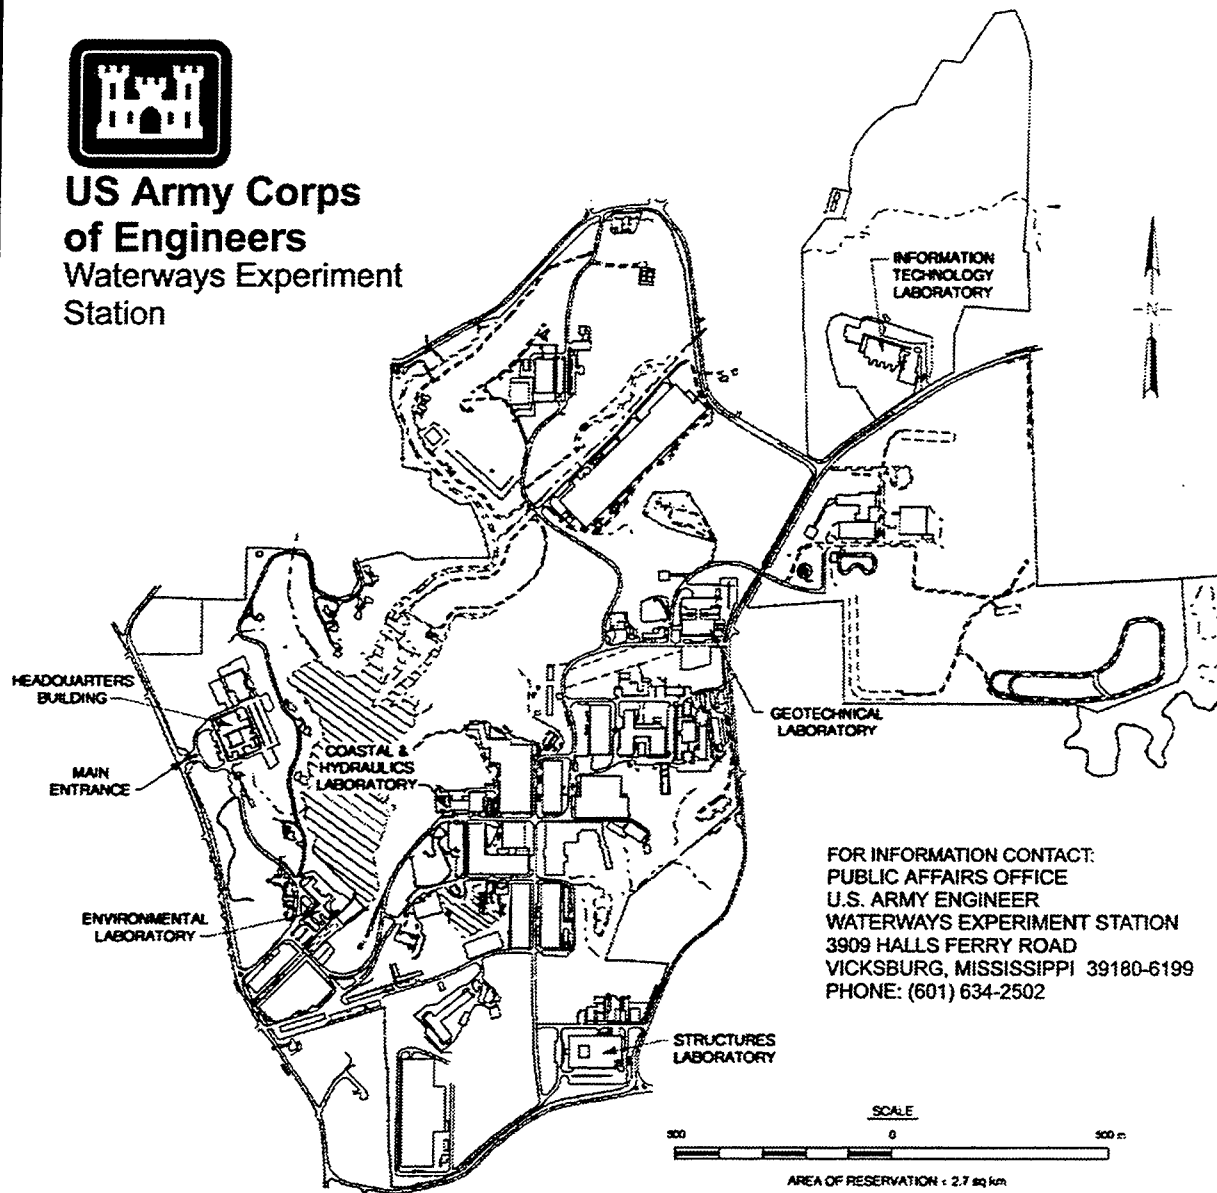 US Army Corps
of Engineers
Waterways Experiment
Station
INFORMATION
TECHNOLOGY
LABORATORY
N
HEADQUARTERS
BUILDING
MAIN
ENTRANCE
COASTAL &
HYDRAULICS
LABORATORY
GEOTECHNICAL
LABORATORY
ENVIRONMENTAL
LABORATORY
STRUCTURES
LABORATORY
FOR INFORMATION CONTACT:
PUBLIC AFFAIRS OFFICE
U.S. ARMY ENGINEER
WATERWAYS EXPERIMENT STATION
3909 HALLS FERRY ROAD
VICKSBURG, MISSISSIPPI 39180-6199
PHONE: (601) 634-2502
SCALE
500 0 500 m
AREA OF RESERVATION : 2.7 sq km